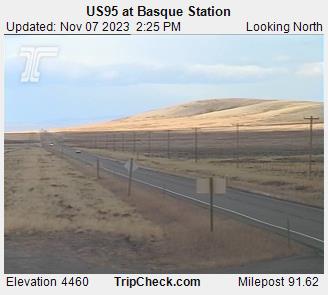 US95 at Basque Station
Updated: Nov 07 2023 2:25 PM Looking North
Elevation 4460 TripCheck.com Milepost 91.62